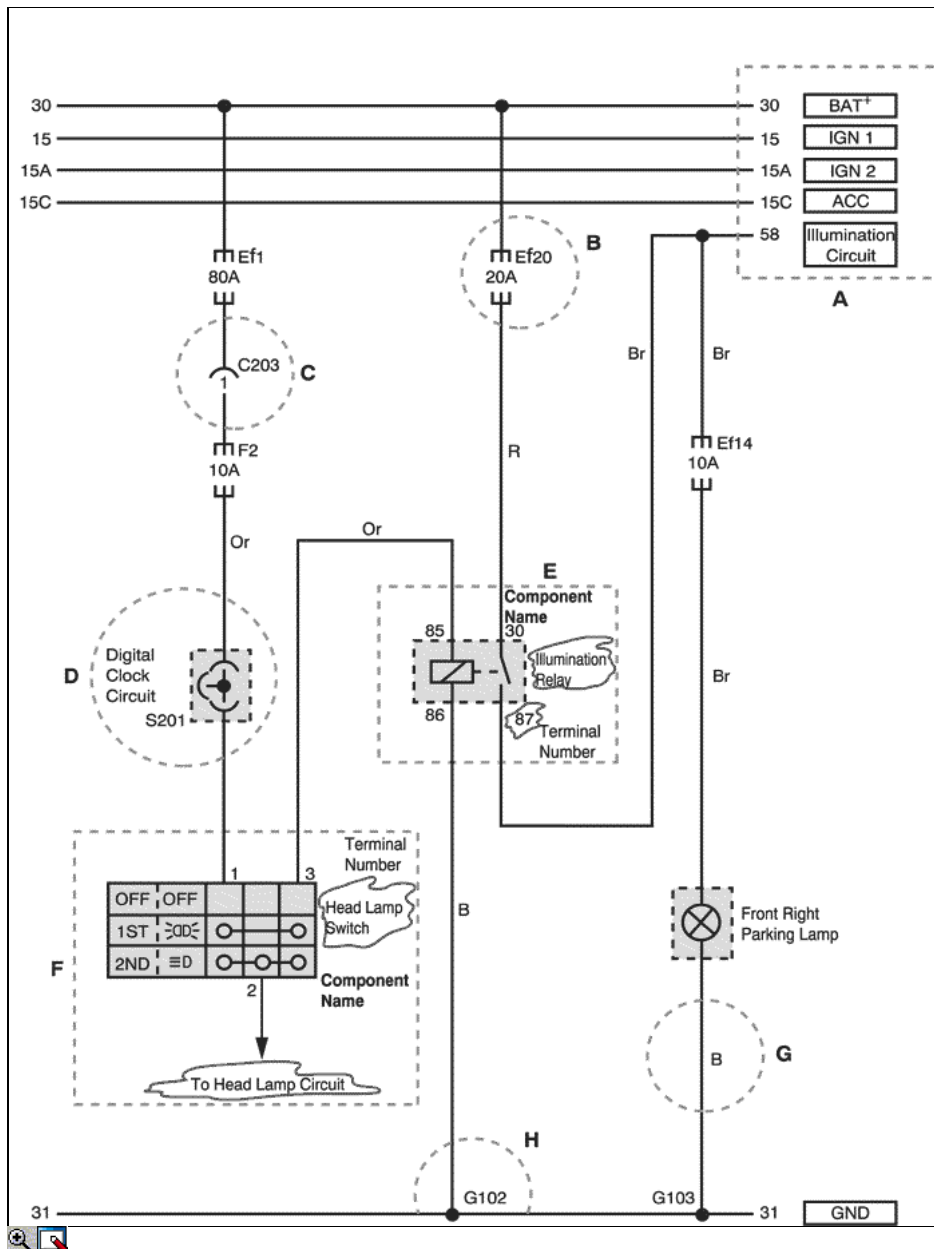 30
30
BAT+
15
15
IGN 1
15A
15A
IGN 2
15C
15C
ACC
58
Illumination
Circuit
A
Ef1
80A
Ef20
20A
B
C203
1
C
Br
Br
F2
10A
R
Ef14
10A
Or
Or
E
Component
Name
85
30
Illumination
Relay
86
87
Terminal
Number
Digital
Clock
Circuit
S201
D
Br
Terminal
Number
1
3
OFF
OFF
Head Lamp
Switch
1ST
2ND
Component
Name
F
2
To Head Lamp Circuit
B
Front Right
Parking Lamp
B
G
H
G102
G103
31
31
GND